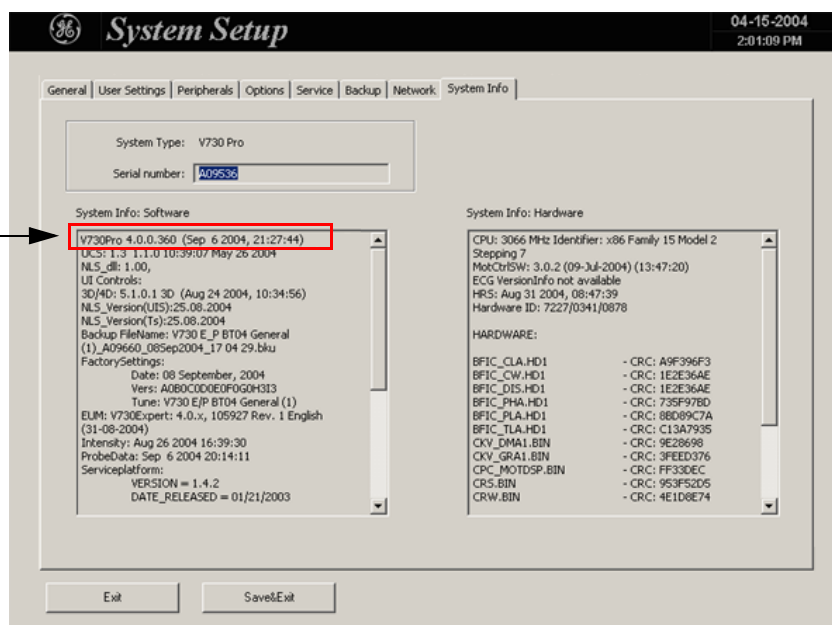 System Setup
04-15-2004
2:01:09 PM
General
User Settings
Peripherals
Options
Service
Backup
Network
System Info
System Type: V730 Pro
Serial number: A09536
System Info: Software
V730Pro 4.0.0.360 (Sep 6 2004, 21:27:44)
UCS: 1.3 1.1.0 10:39:07 May 26 2004
NLS_dll: 1.00,
UI Controls:
3D/4D: 5.1.0.1 3D (Aug 24 2004, 10:34:56)
NLS_Version(UIS):25.08.2004
NLS_Version(Ts):25.08.2004
Backup FileName: V730 E_P BT04 General
(1)_A09660_08Sep2004_17 04 29.bku
FactorySettings:
Date: 08 September, 2004
Vers: A0B0C0D0E0F0G0H3I3
Tune: V730 E/P BT04 General (1)
EUM: V730Expert: 4.0.x, 105927 Rev. 1 English
(31-08-2004)
Intensity: Aug 26 2004 16:39:30
ProbeData: Sep 6 2004 20:14:11
Serviceplatform:
VERSION = 1.4.2
DATE_RELEASED = 01/21/2003
System Info: Hardware
CPU: 3066 MHz Identifier: x86 Family 15 Model 2
Stepping 7
MotCtrlSW: 3.0.2 (09-Jul-2004) (13:47:20)
ECG VersionInfo not available
HRS: Aug 31 2004, 08:47:39
Hardware ID: 7227/0341/0878
HARDWARE:
BFIC_CLA.HD1 - CRC: A9F396F3
BFIC_CW.HD1 - CRC: 1E2E36AE
BFIC_DIS.HD1 - CRC: 1E2E36AE
BFIC_PHA.HD1 - CRC: 735F97BD
BFIC_PLA.HD1 - CRC: 8BD89C7A
BFIC_TLA.HD1 - CRC: C13A7935
CKV_DMA1.BIN - CRC: 9E28698
CKV_GRA1.BIN - CRC: 3FEED376
CPC_MOTDSP.BIN - CRC: FF33DEC
CRS.BIN - CRC: 953F52D5
CRW.BIN - CRC: 4E1D8E74
Exit
Save&Exit